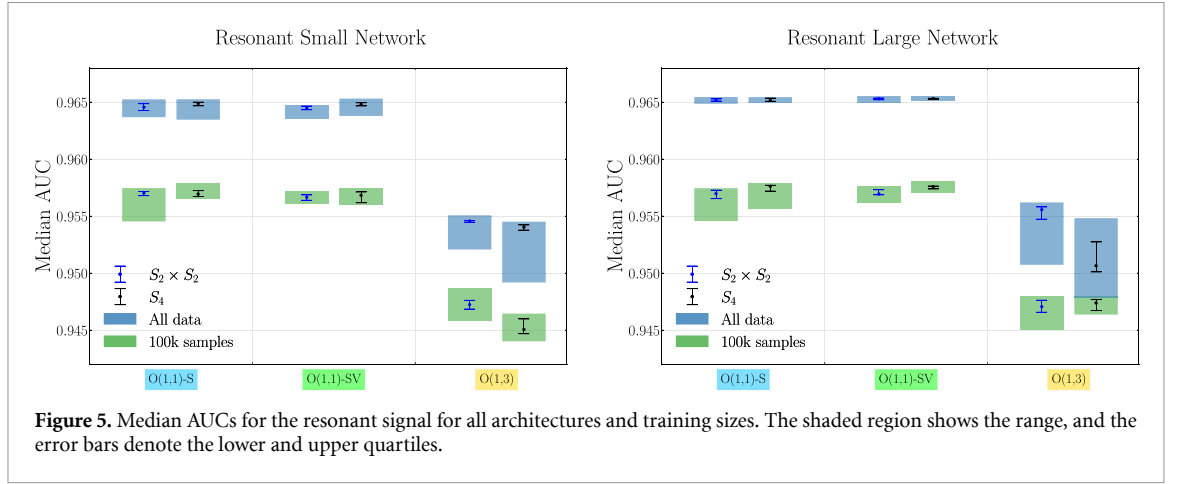 Resonant Small Network
Resonant Large Network
Median AUC
0.965
0.960
0.955
0.950
0.945
S₂ × S₂
S₄
All data
100k samples
O(1,1)-S
O(1,1)-SV
O(1,3)
Median AUC
0.965
0.960
0.955
0.950
0.945
S₂ × S₂
S₄
All data
100k samples
O(1,1)-S
O(1,1)-SV
O(1,3)
Figure 5. Median AUCs for the resonant signal for all architectures and training sizes. The shaded region shows the range, and the
error bars denote the lower and upper quartiles.